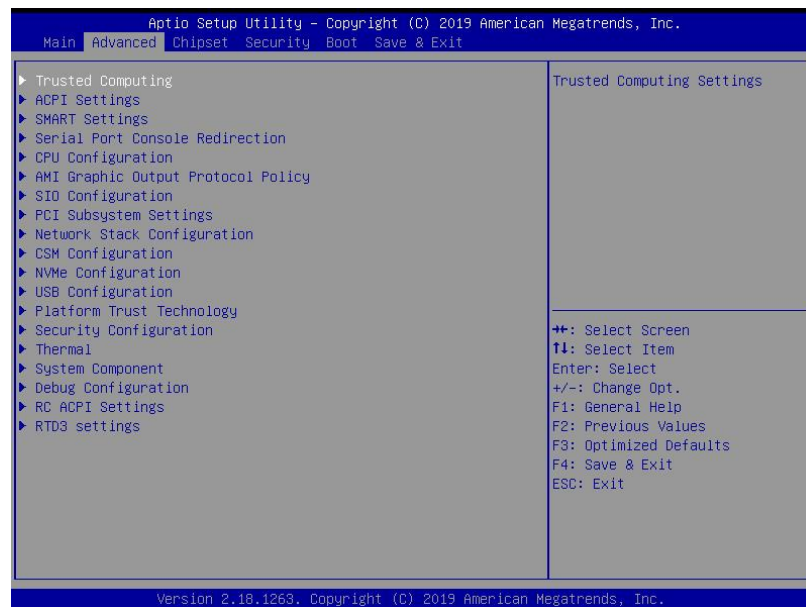 Aptio Setup Utility – Copyright (C) 2019 American Megatrends, Inc.
Main Advanced Chipset Security Boot Save & Exit
Trusted Computing
ACPI Settings
SMART Settings
Serial Port Console Redirection
CPU Configuration
AMI Graphic Output Protocol Policy
SIO Configuration
PCI Subsystem Settings
Network Stack Configuration
CSM Configuration
NVMe Configuration
USB Configuration
Platform Trust Technology
Security Configuration
Thermal
System Component
Debug Configuration
RC ACPI Settings
RTD3 settings
Trusted Computing Settings
→←: Select Screen
↑↓: Select Item
Enter: Select
+/-: Change Opt.
F1: General Help
F2: Previous Values
F3: Optimized Defaults
F4: Save & Exit
ESC: Exit
Version 2.18.1263. Copyright (C) 2019 American Megatrends, Inc.